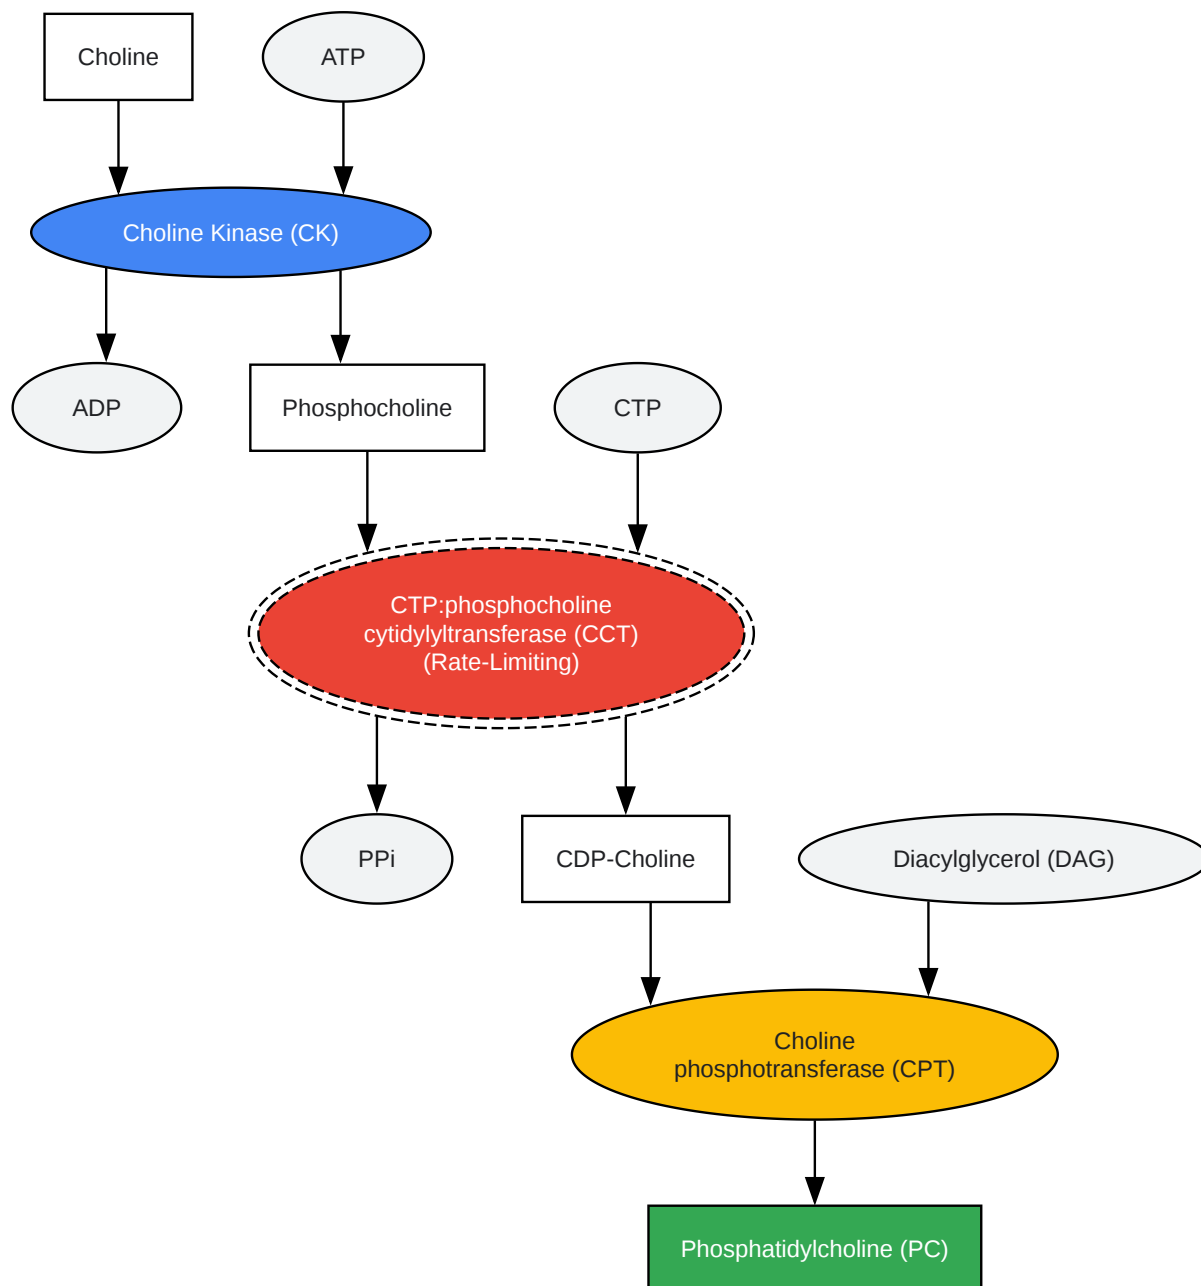 Choline
ATP
Choline Kinase (CK)
ADP
Phosphocholine
CTP
CTP:phosphocholine
cytidylyltransferase (CCT)
(Rate-Limiting)
PPi
CDP-Choline
Diacylglycerol (DAG)
Choline
phosphotransferase (CPT)
Phosphatidylcholine (PC)